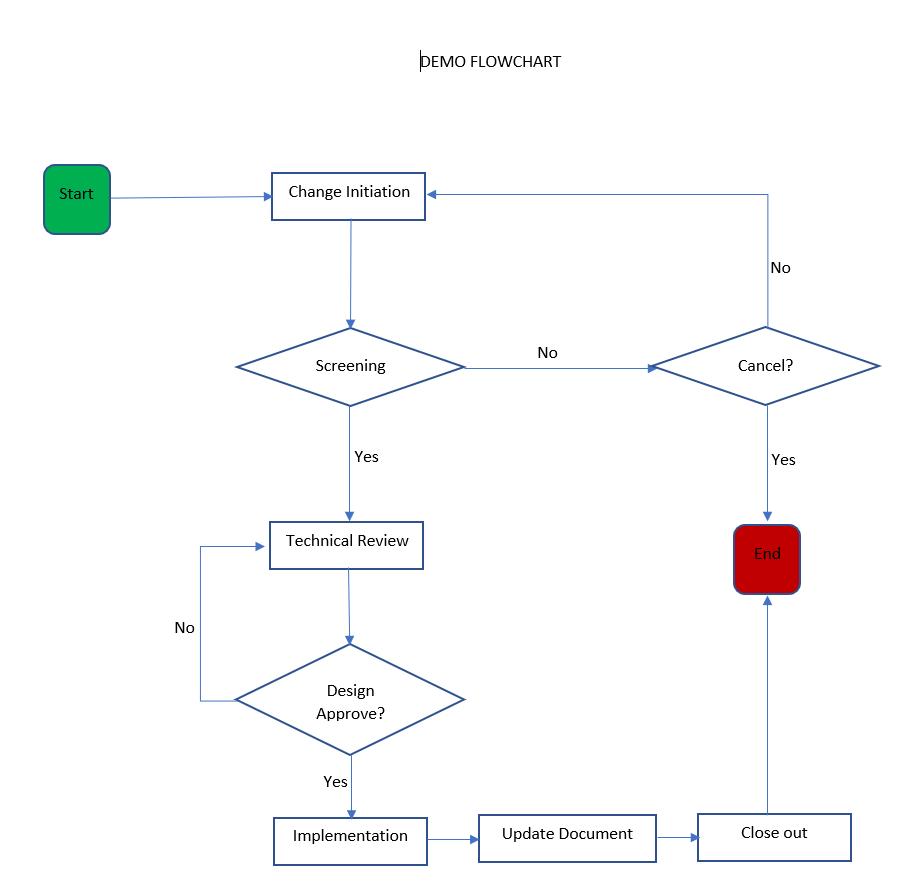 DEMO FLOWCHART
Start
Change Initiation
No
Screening
No
Cancel?
Yes
Yes
Technical Review
End
No
Design
Approve?
Yes
Implementation
Update Document
Close out